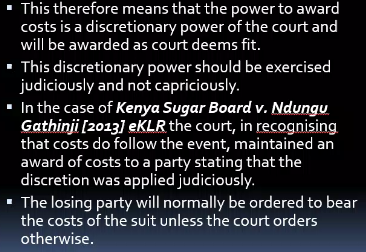 ▪ This therefore means that the power to award
costs is a discretionary power of the court and
will be awarded as court deems fit.
▪ This discretionary power should be exercised
judiciously and not capriciously.
▪ In the case of Kenya Sugar Board v. Ndungu
Gathinji [2013] eKLR the court, in recognising
that costs do follow the event, maintained an
award of costs to a party stating that the
discretion was applied judiciously.
▪ The losing party will normally be ordered to bear
the costs of the suit unless the court orders
otherwise.